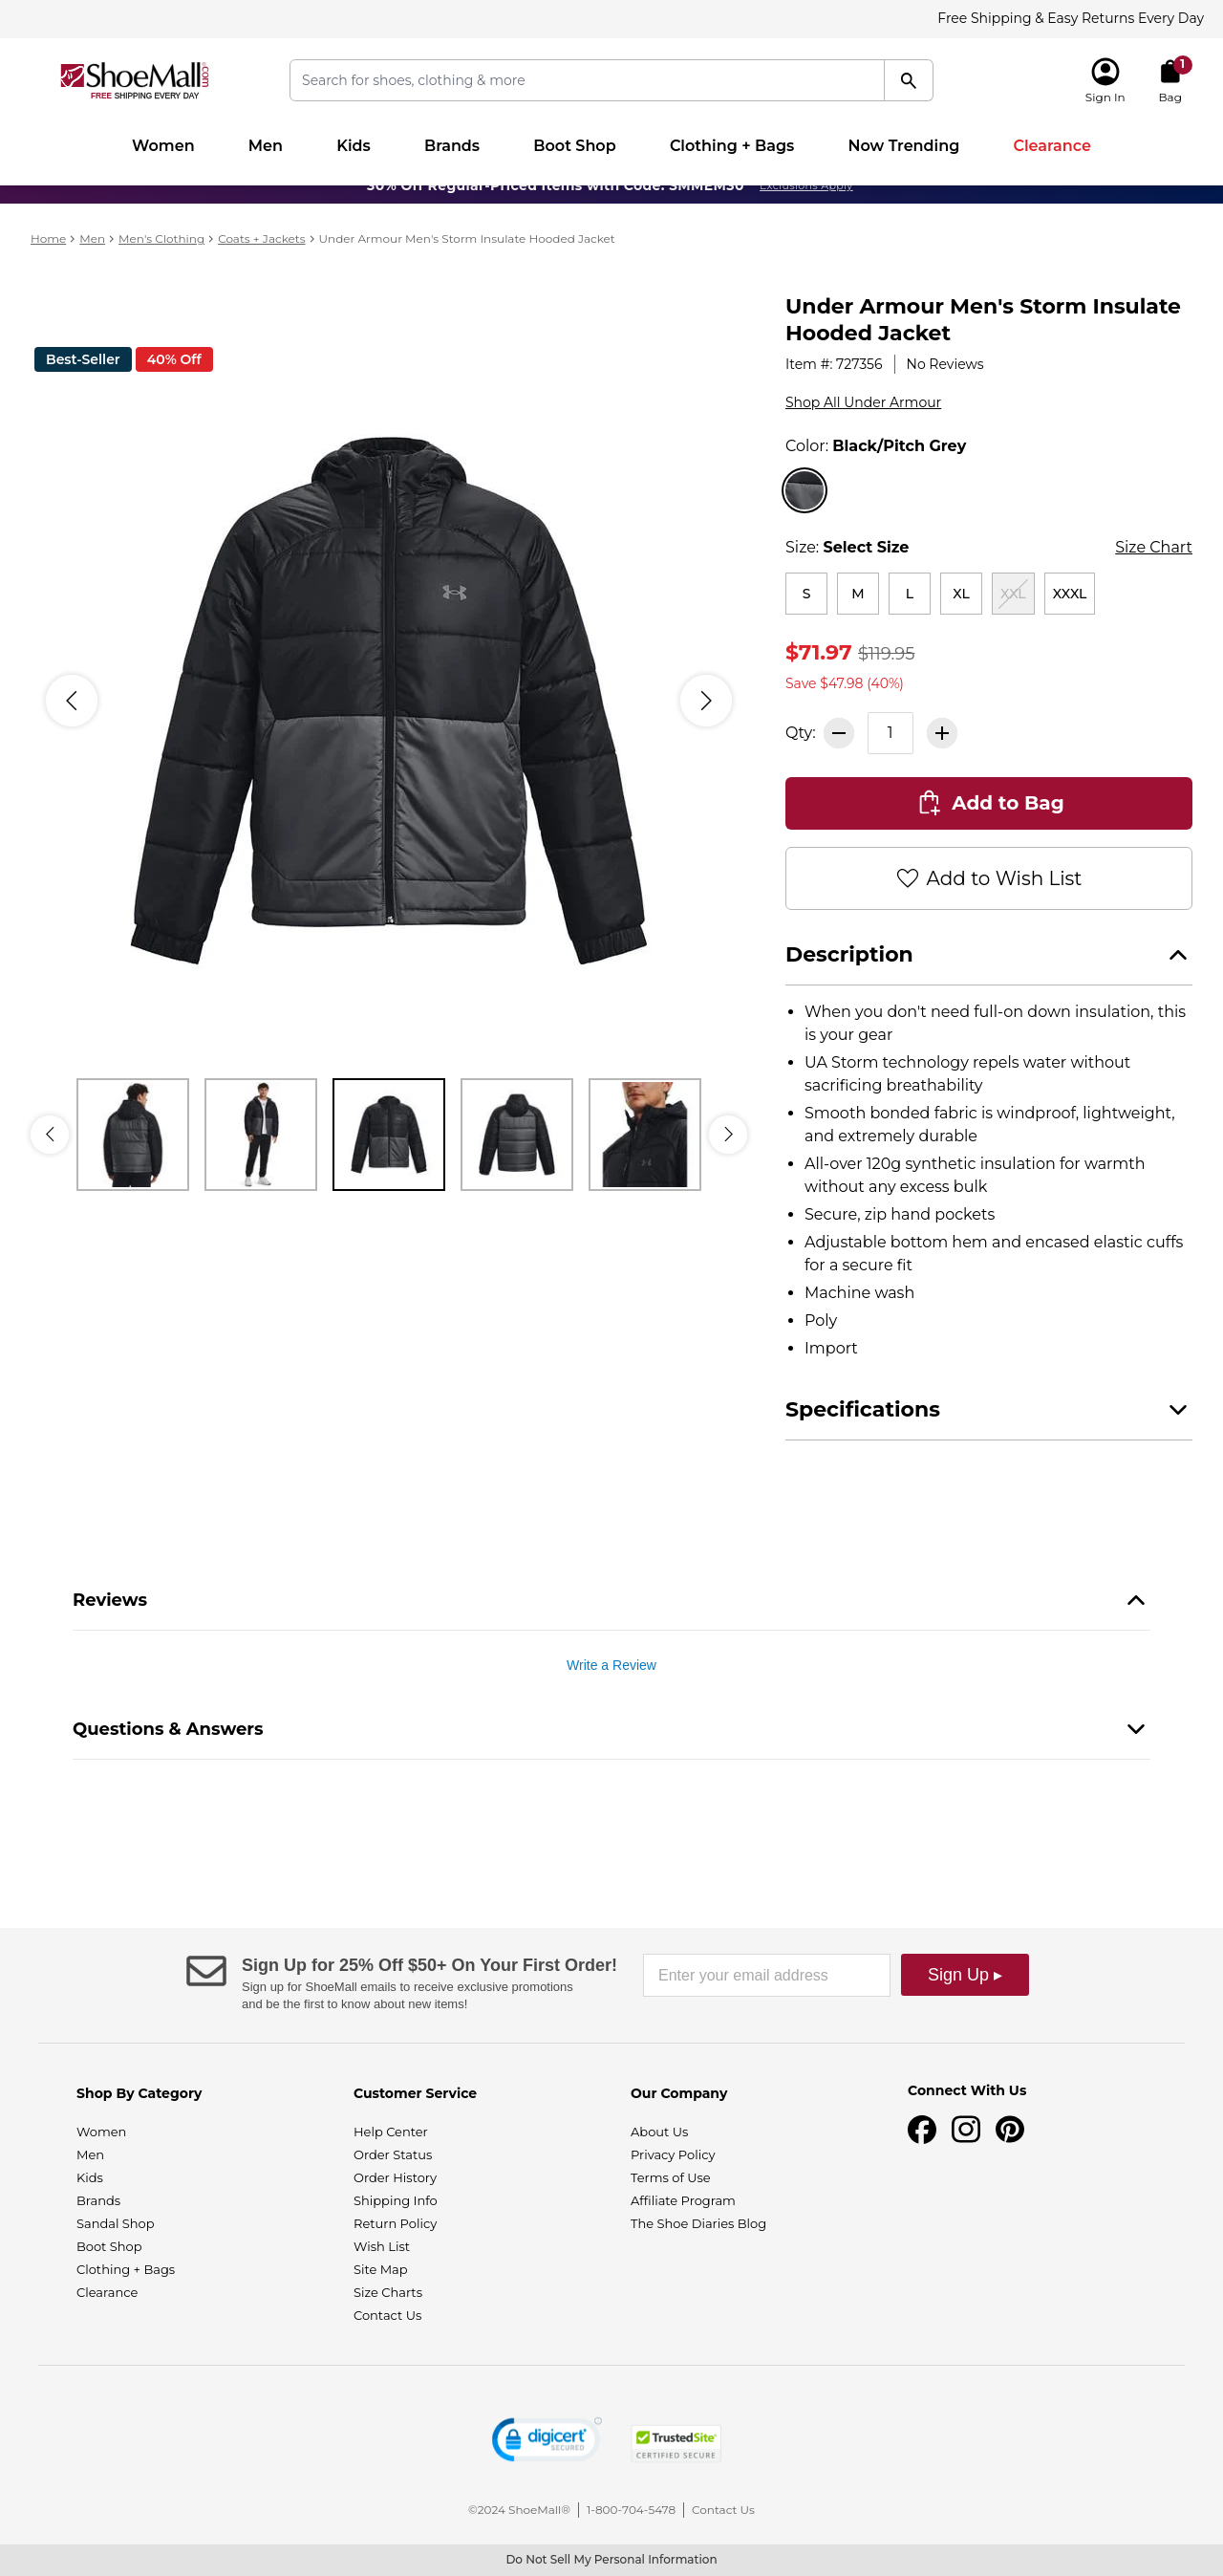 Free Shipping & Easy Returns Every Day
ShoeMall.com
FREE SHIPPING EVERY DAY
Search for shoes, clothing & more
Sign In
1
Bag
Women
Men
Kids
Brands
Boot Shop
Clothing + Bags
Now Trending
Clearance
30% Off Regular-Priced Items with Code: SMMEM30 Exclusions Apply
Home > Men > Men's Clothing > Coats + Jackets > Under Armour Men's Storm Insulate Hooded Jacket
Best-Seller
40% Off
Under Armour Men's Storm Insulate
Hooded Jacket
Item #: 727356
No Reviews
Shop All Under Armour
Color: Black/Pitch Grey
Size: Select Size
Size Chart
S
M
L
XL
XXL
XXXL
$71.97 $119.95
Save $47.98 (40%)
Qty:
1
Add to Bag
Add to Wish List
Description
• When you don't need full-on down insulation, this
is your gear
• UA Storm technology repels water without
sacrificing breathability
• Smooth bonded fabric is windproof, lightweight,
and extremely durable
• All-over 120g synthetic insulation for warmth
without any excess bulk
• Secure, zip hand pockets
• Adjustable bottom hem and encased elastic cuffs
for a secure fit
• Machine wash
• Poly
• Import
Specifications
Reviews
Write a Review
Questions & Answers
Sign Up for 25% Off $50+ On Your First Order!
Sign up for ShoeMall emails to receive exclusive promotions
and be the first to know about new items!
Enter your email address
Sign Up ▸
Shop By Category
Women
Men
Kids
Brands
Sandal Shop
Boot Shop
Clothing + Bags
Clearance
Customer Service
Help Center
Order Status
Order History
Shipping Info
Return Policy
Wish List
Site Map
Size Charts
Contact Us
Our Company
About Us
Privacy Policy
Terms of Use
Affiliate Program
The Shoe Diaries Blog
Connect With Us
digicert
SECURED
TrustedSite
CERTIFIED SECURE
©2024 ShoeMall®
1-800-704-5478
Contact Us
Do Not Sell My Personal Information